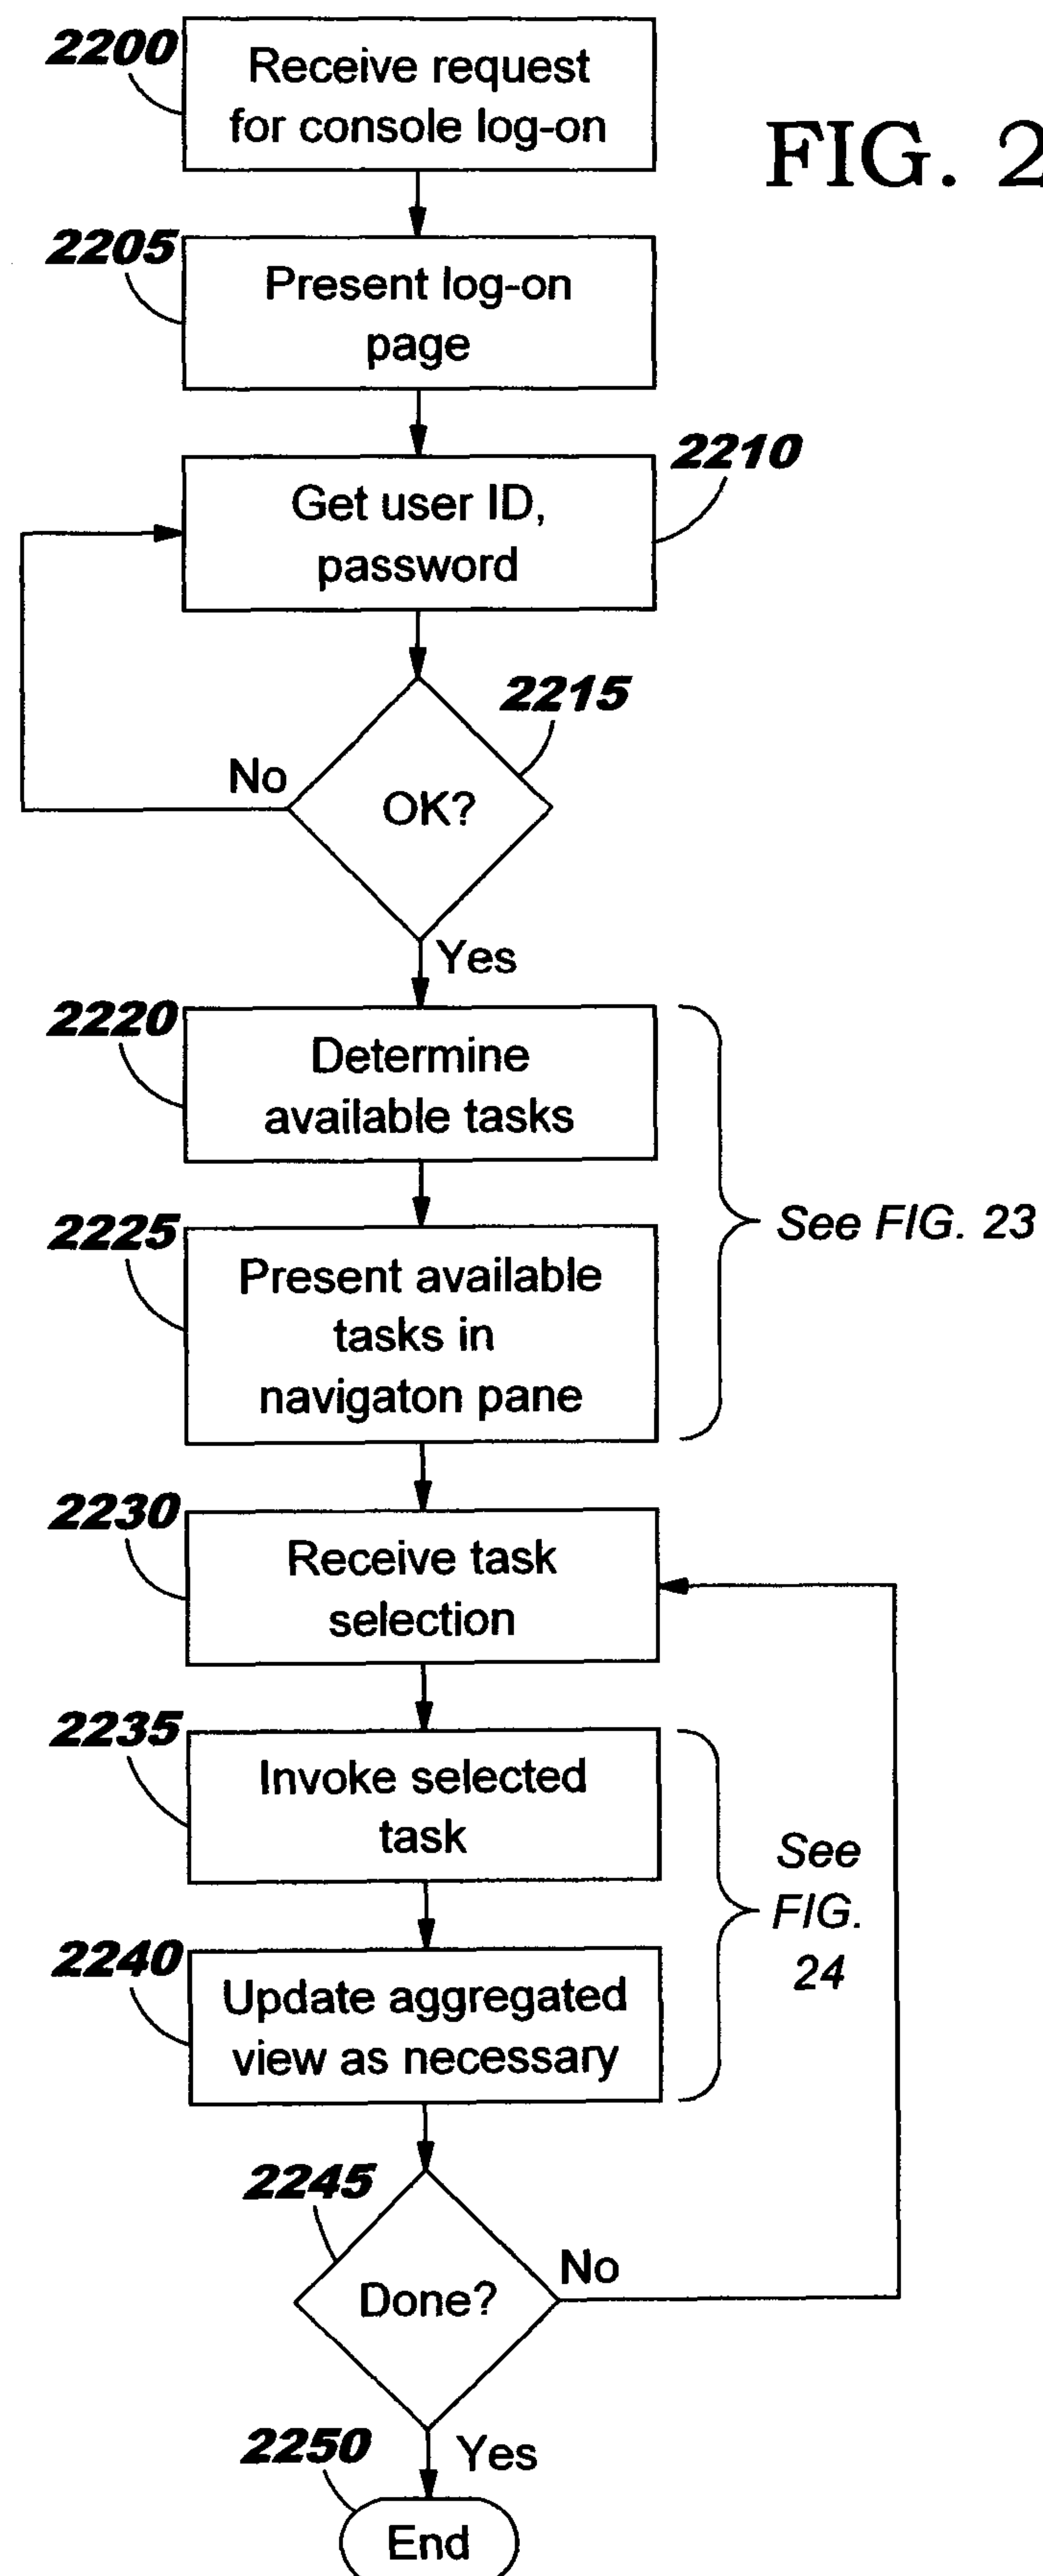 2200
Receive request
for console log-on
FIG. 2
2205
Present log-on
page
2210
Get user ID,
password
2215
No
OK?
Yes
2220
Determine
available tasks
See FIG. 23
2225
Present available
tasks in
navigaton pane
2230
Receive task
selection
2235
Invoke selected
task
See
FIG.
24
2240
Update aggregated
view as necessary
2245
Done?
No
2250
Yes
End